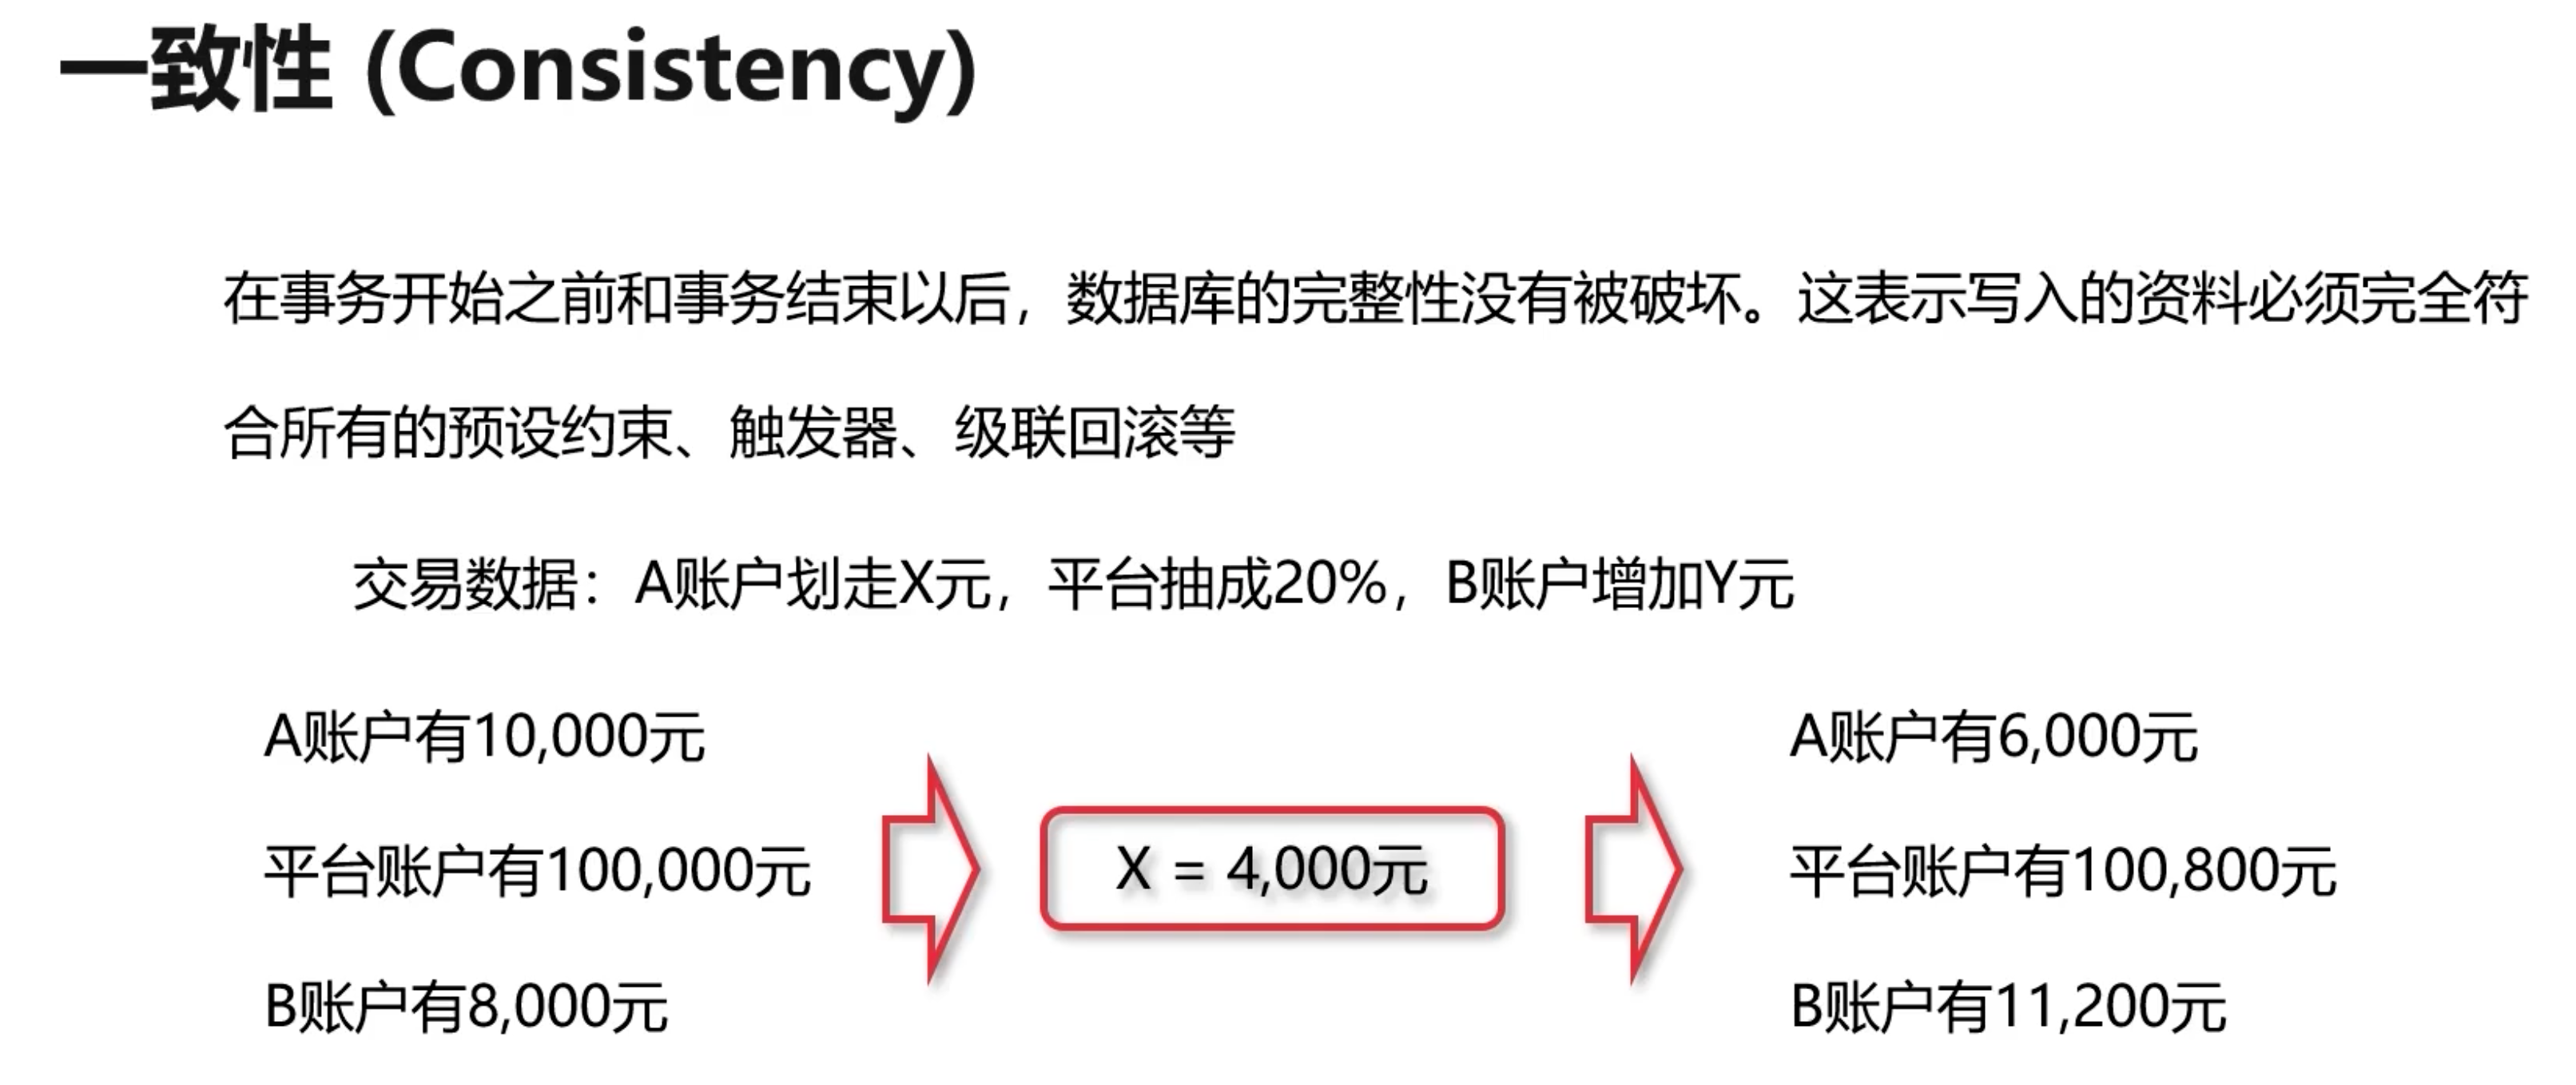 一致性 (Consistency)
在事务开始之前和事务结束以后，数据库的完整性没有被破坏。这表示写入的资料必须完全符
合所有的预设约束、触发器、级联回滚等
交易数据：A账户划走X元，平台抽成20%，B账户增加Y元
A账户有10,000元
平台账户有100,000元
B账户有8,000元
X = 4,000元
A账户有6,000元
平台账户有100,800元
B账户有11,200元